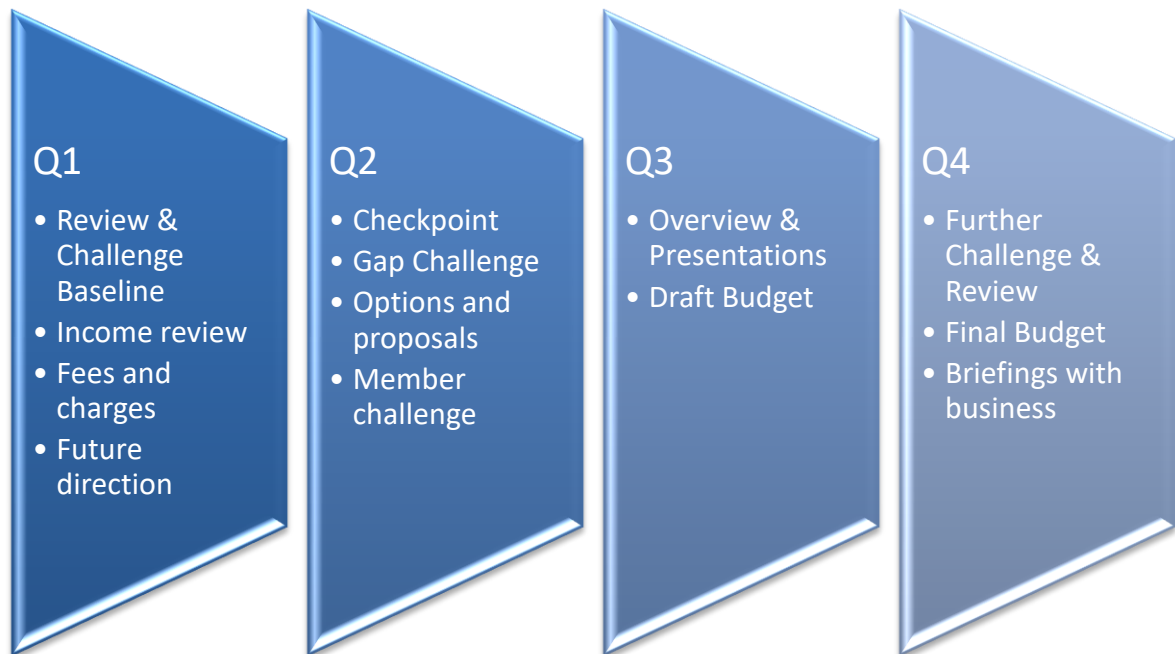 Q1
• Review &
Challenge
Baseline
• Income review
• Fees and
charges
• Future
direction
Q2
• Checkpoint
• Gap Challenge
• Options and
proposals
• Member
challenge
Q3
• Overview &
Presentations
• Draft Budget
Q4
• Further
Challenge &
Review
• Final Budget
• Briefings with
business